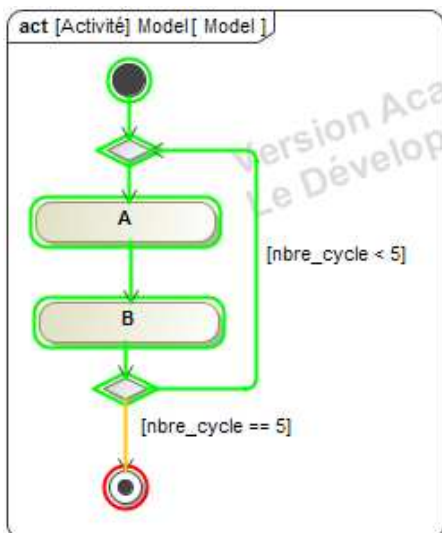 act [Activité] Model[ Model ]
Version Aca
Le Dévelop
A
[nbre_cycle < 5]
B
[nbre_cycle == 5]